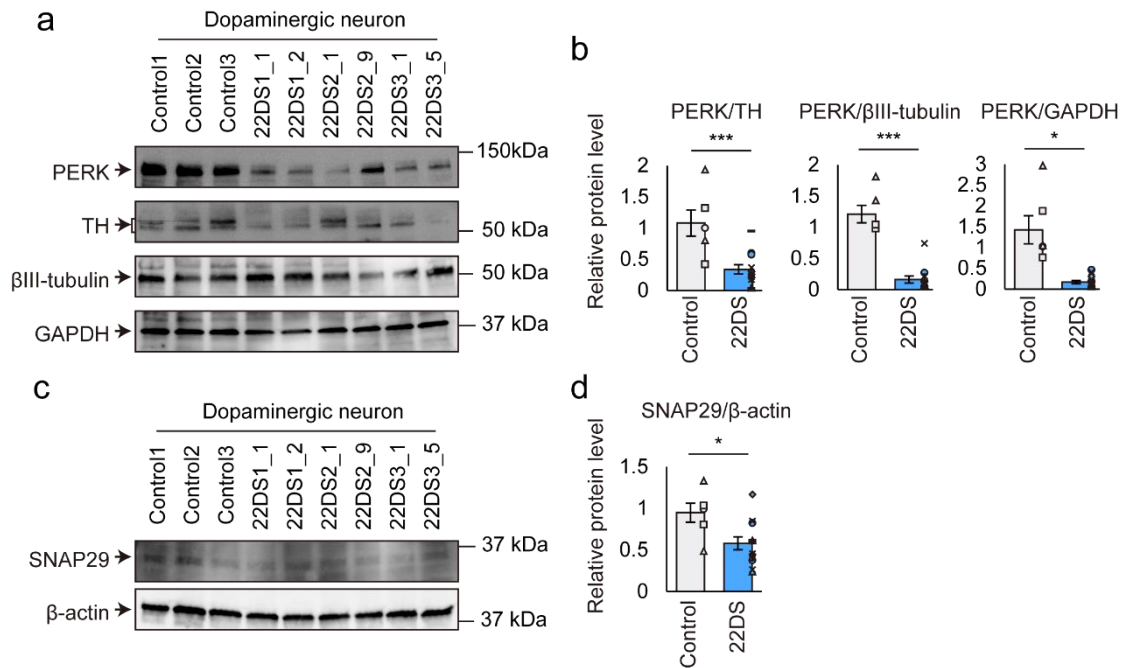 a
Dopaminergic neuron
Control1
Control2
Control3
22DS1_1
22DS1_2
22DS2_1
22DS2_9
22DS3_1
22DS3_5
150kDa
PERK
TH
50 kDa
βIII-tubulin
50 kDa
GAPDH
37 kDa
b
PERK/TH
PERK/βIII-tubulin
PERK/GAPDH
***
***
*
Relative protein level
2
1.5
1
0.5
0
Control
22DS
2
1.5
1
0.5
0
Control
22DS
3
2.5
2
1.5
1
0.5
0
Control
22DS
c
Dopaminergic neuron
Control1
Control2
Control3
22DS1_1
22DS1_2
22DS2_1
22DS2_9
22DS3_1
22DS3_5
37 kDa
SNAP29
β-actin
37 kDa
d
SNAP29/β-actin
*
Relative protein level
1.5
1
0.5
0
Control
22DS